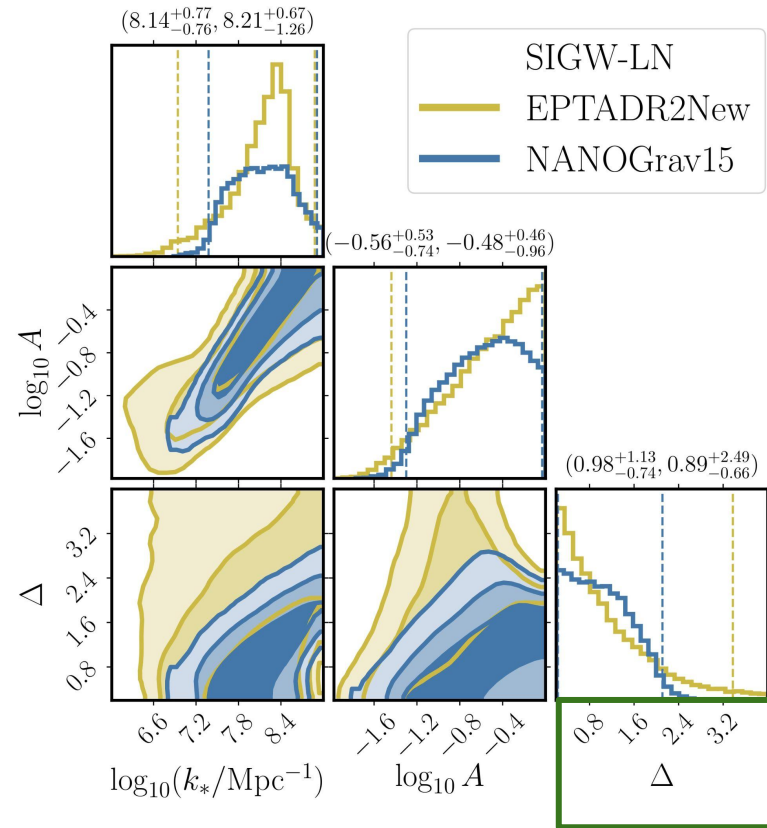 (8.14^{+0.77}_{-0.76}, 8.21^{+0.67}_{-1.26})
SIGW-LN
EPTADR2New
NANOGrav15
(−0.56^{+0.53}_{-0.74}, −0.48^{+0.46}_{-0.96})
log₁₀ A
−0.4
−0.8
−1.2
−1.6
(0.98^{+1.13}_{-0.74}, 0.89^{+2.49}_{-0.66})
Δ
3.2
2.4
1.6
0.8
6.6 7.2 7.8 8.4
−1.6 −1.2 −0.8 −0.4
0.8 1.6 2.4 3.2
log₁₀(k_*/Mpc⁻¹)
log₁₀ A
Δ